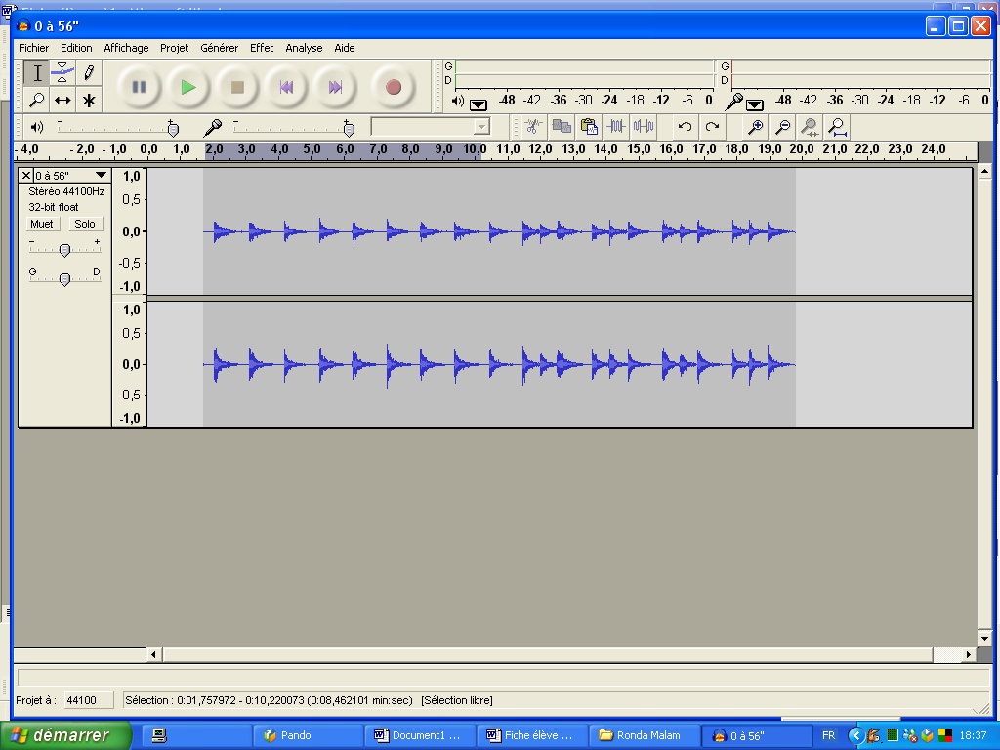 0 à 56"
Fichier Edition Affichage Projet Générer Effet Analyse Aide
G G
D D
-48 -42 -36 -30 -24 -18 -12 -6 0 -48 -42 -36 -30 -24 -18 -12 -6 0
- 4,0 - 2,0 - 1,0 0,0 1,0 2,0 3,0 4,0 5,0 6,0 7,0 8,0 9,0 10,0 11,0 12,0 13,0 14,0 15,0 16,0 17,0 18,0 19,0 20,0 21,0 22,0 23,0 24,0
0 à 56" 1,0
Stéréo,44100Hz 0,5
32-bit float
Muet Solo 0,0
- +
-0,5
G D
-1,0
1,0
0,5
0,0
-0,5
-1,0
Projet à : 44100 Sélection : 0:01,757972 - 0:10,220073 (0:08,462101 min:sec) [Sélection libre]
démarrer Pando Document1 ... Fiche élève ... Ronda Malam 0 à 56" FR 18:37